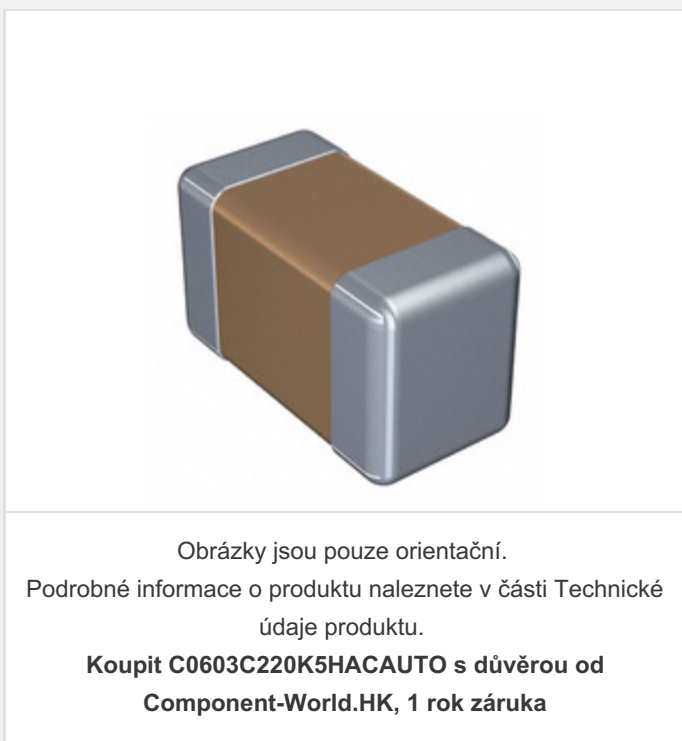 Obrázky jsou pouze orientační.
Podrobné informace o produktu naleznete v části Technické
údaje produktu.
Koupit C0603C220K5HACAUTO s důvěrou od
Component-World.HK, 1 rok záruka